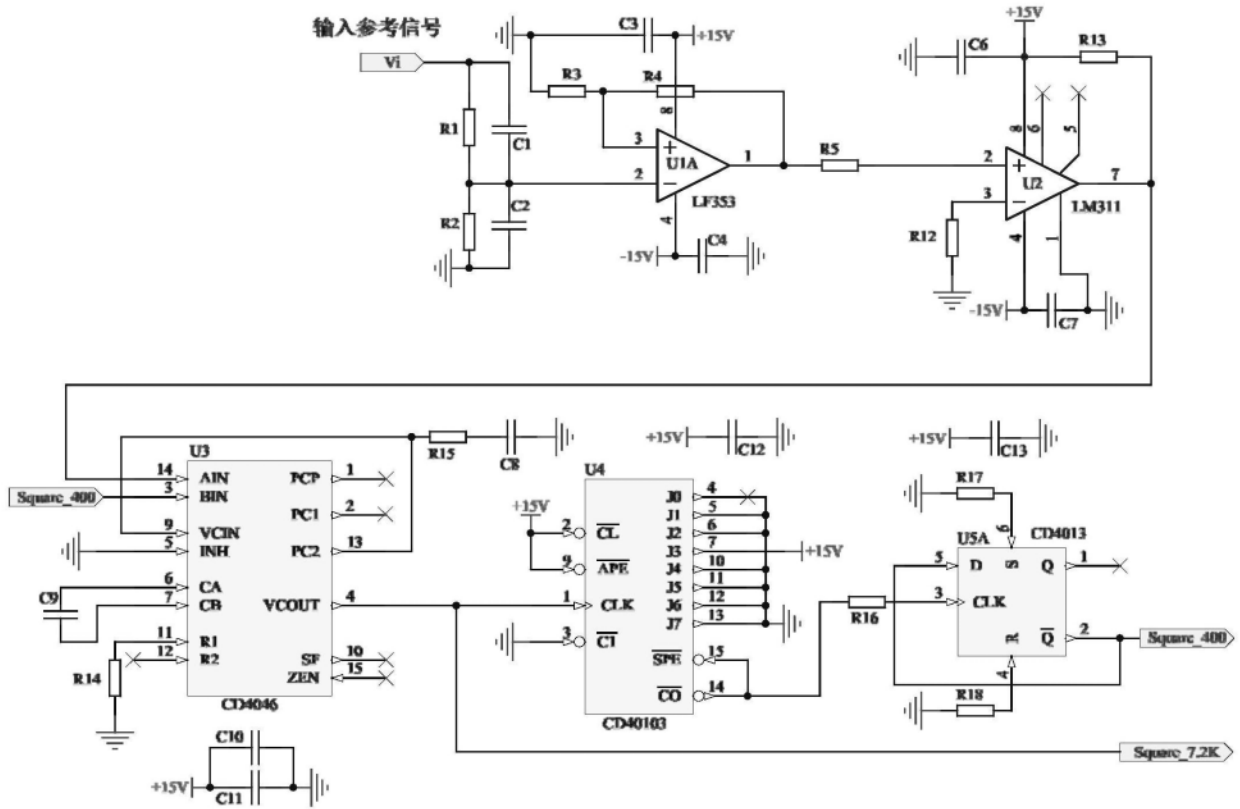 输入参考信号
Vi
R1
C1
R2
C2
C3
+15V
R3
R4
8
3
2
1
U1A
LF353
4
-15V
C4
R5
+15V
C6
R13
8
6
5
2
3
7
U2
LM311
R12
4
1
-15V
C7
U3
14
AIN
PCP
1
Square_400
3
BIN
PC1
2
9
VCIN
5
INH
PC2
13
C9
6
CA
7
CB
VCOUT
4
11
R1
12
R2
SF
10
ZEN
15
R14
CD4046
+15V
C10
C11
R15
C8
+15V
C12
U4
+15V
2
CL
9
APE
1
CLK
3
CI
J0
4
J1
5
J2
6
J3
7
+15V
J4
10
J5
11
J6
12
J7
13
SPE
15
CO
14
CD40103
R16
+15V
C13
R17
6
U5A
CD4013
5
D
S
Q
1
3
CLK
R
Q
2
4
R18
Square_400
Square_7.2K